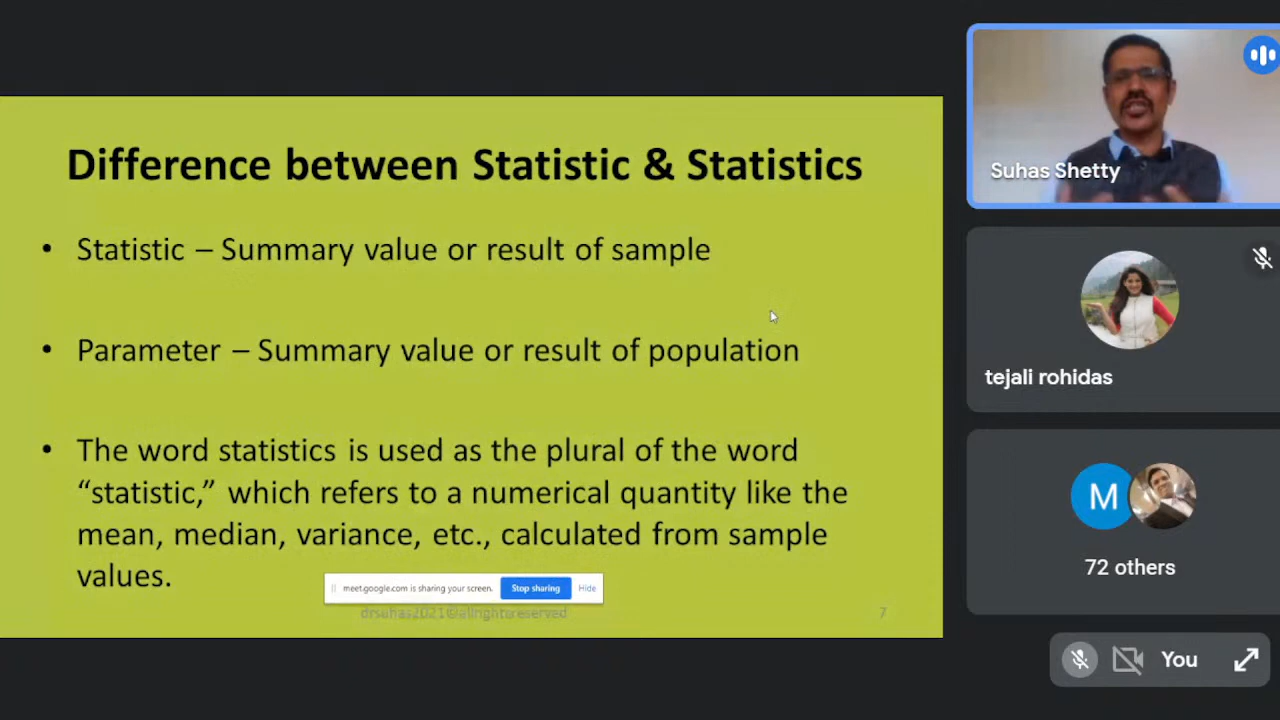 Difference between Statistic & Statistics
• Statistic – Summary value or result of sample
• Parameter – Summary value or result of population
• The word statistics is used as the plural of the word
“statistic,” which refers to a numerical quantity like the
mean, median, variance, etc., calculated from sample
values.
meet.google.com is sharing your screen. Stop sharing Hide
drsuhas2021©allrightsreserved 7
Suhas Shetty
tejali rohidas
M
72 others
You